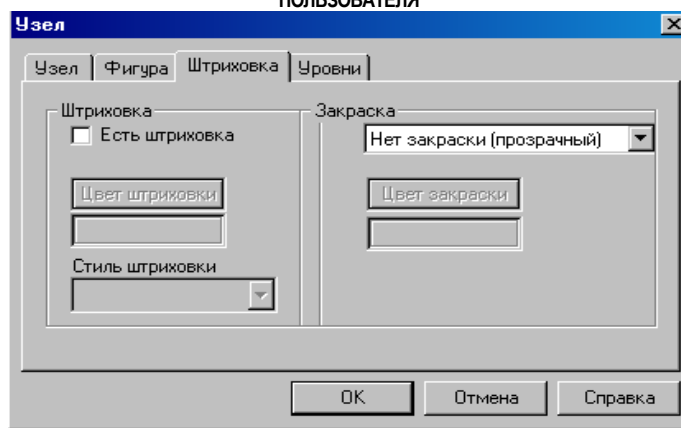 ПОЛЬЗОВАТЕЛЯ
Узел
Узел Фигура Штриховка Уровни
Штриховка Закраска
Есть штриховка Нет закраски (прозрачный)
Цвет штриховки Цвет закраски
Стиль штриховки
OK Отмена Справка